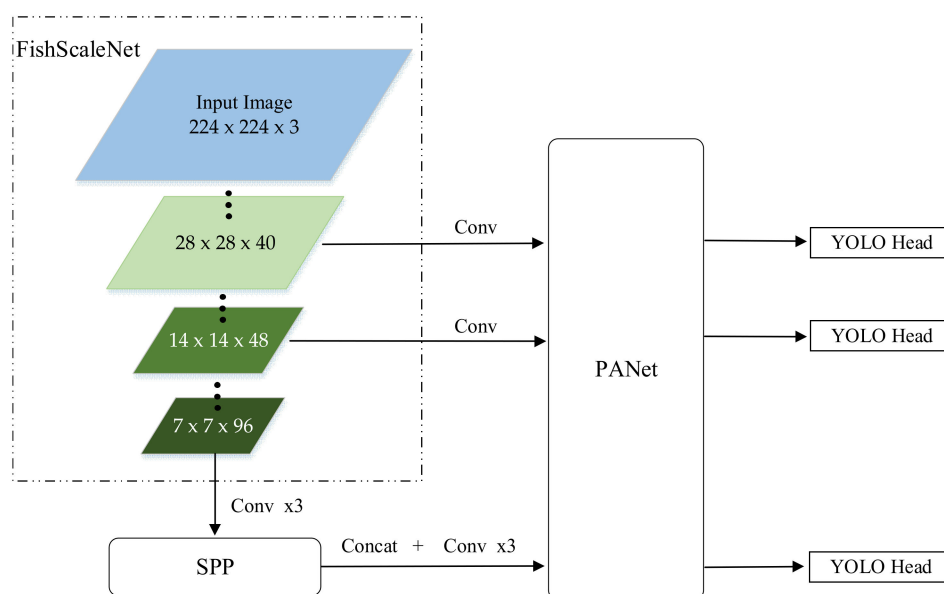 FishScaleNet
Input Image
224 x 224 x 3
28 x 28 x 40
Conv
YOLO Head
14 x 14 x 48
Conv
YOLO Head
PANet
7 x 7 x 96
Conv x3
SPP
Concat + Conv x3
YOLO Head